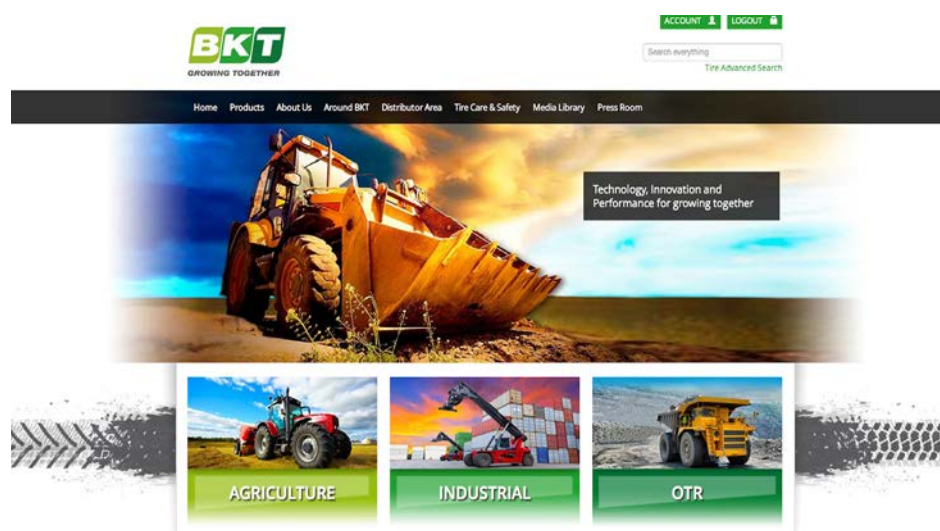 ACCOUNT
LOGOUT
BKT
GROWING TOGETHER
Search everything
Tire Advanced Search
Home Products About Us Around BKT Distributor Area Tire Care & Safety Media Library Press Room
Technology, Innovation and
Performance for growing together
AGRICULTURE
INDUSTRIAL
OTR